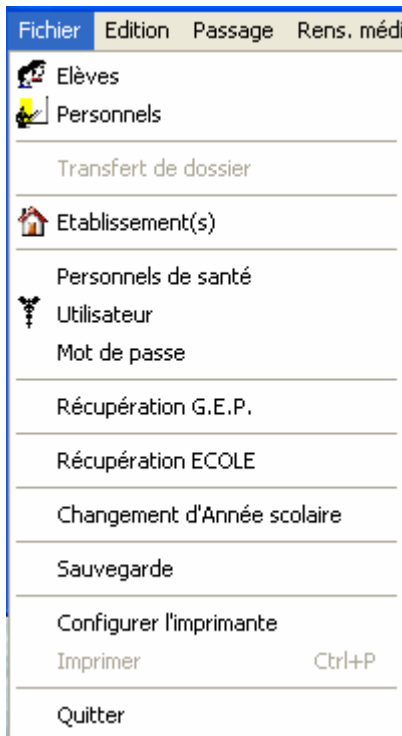 Fichier Edition Passage Rens. médi
Elèves
Personnels
Transfert de dossier
Etablissement(s)
Personnels de santé
Utilisateur
Mot de passe
Récupération G.E.P.
Récupération ECOLE
Changement d'Année scolaire
Sauvegarde
Configurer l'imprimante
Imprimer Ctrl+P
Quitter